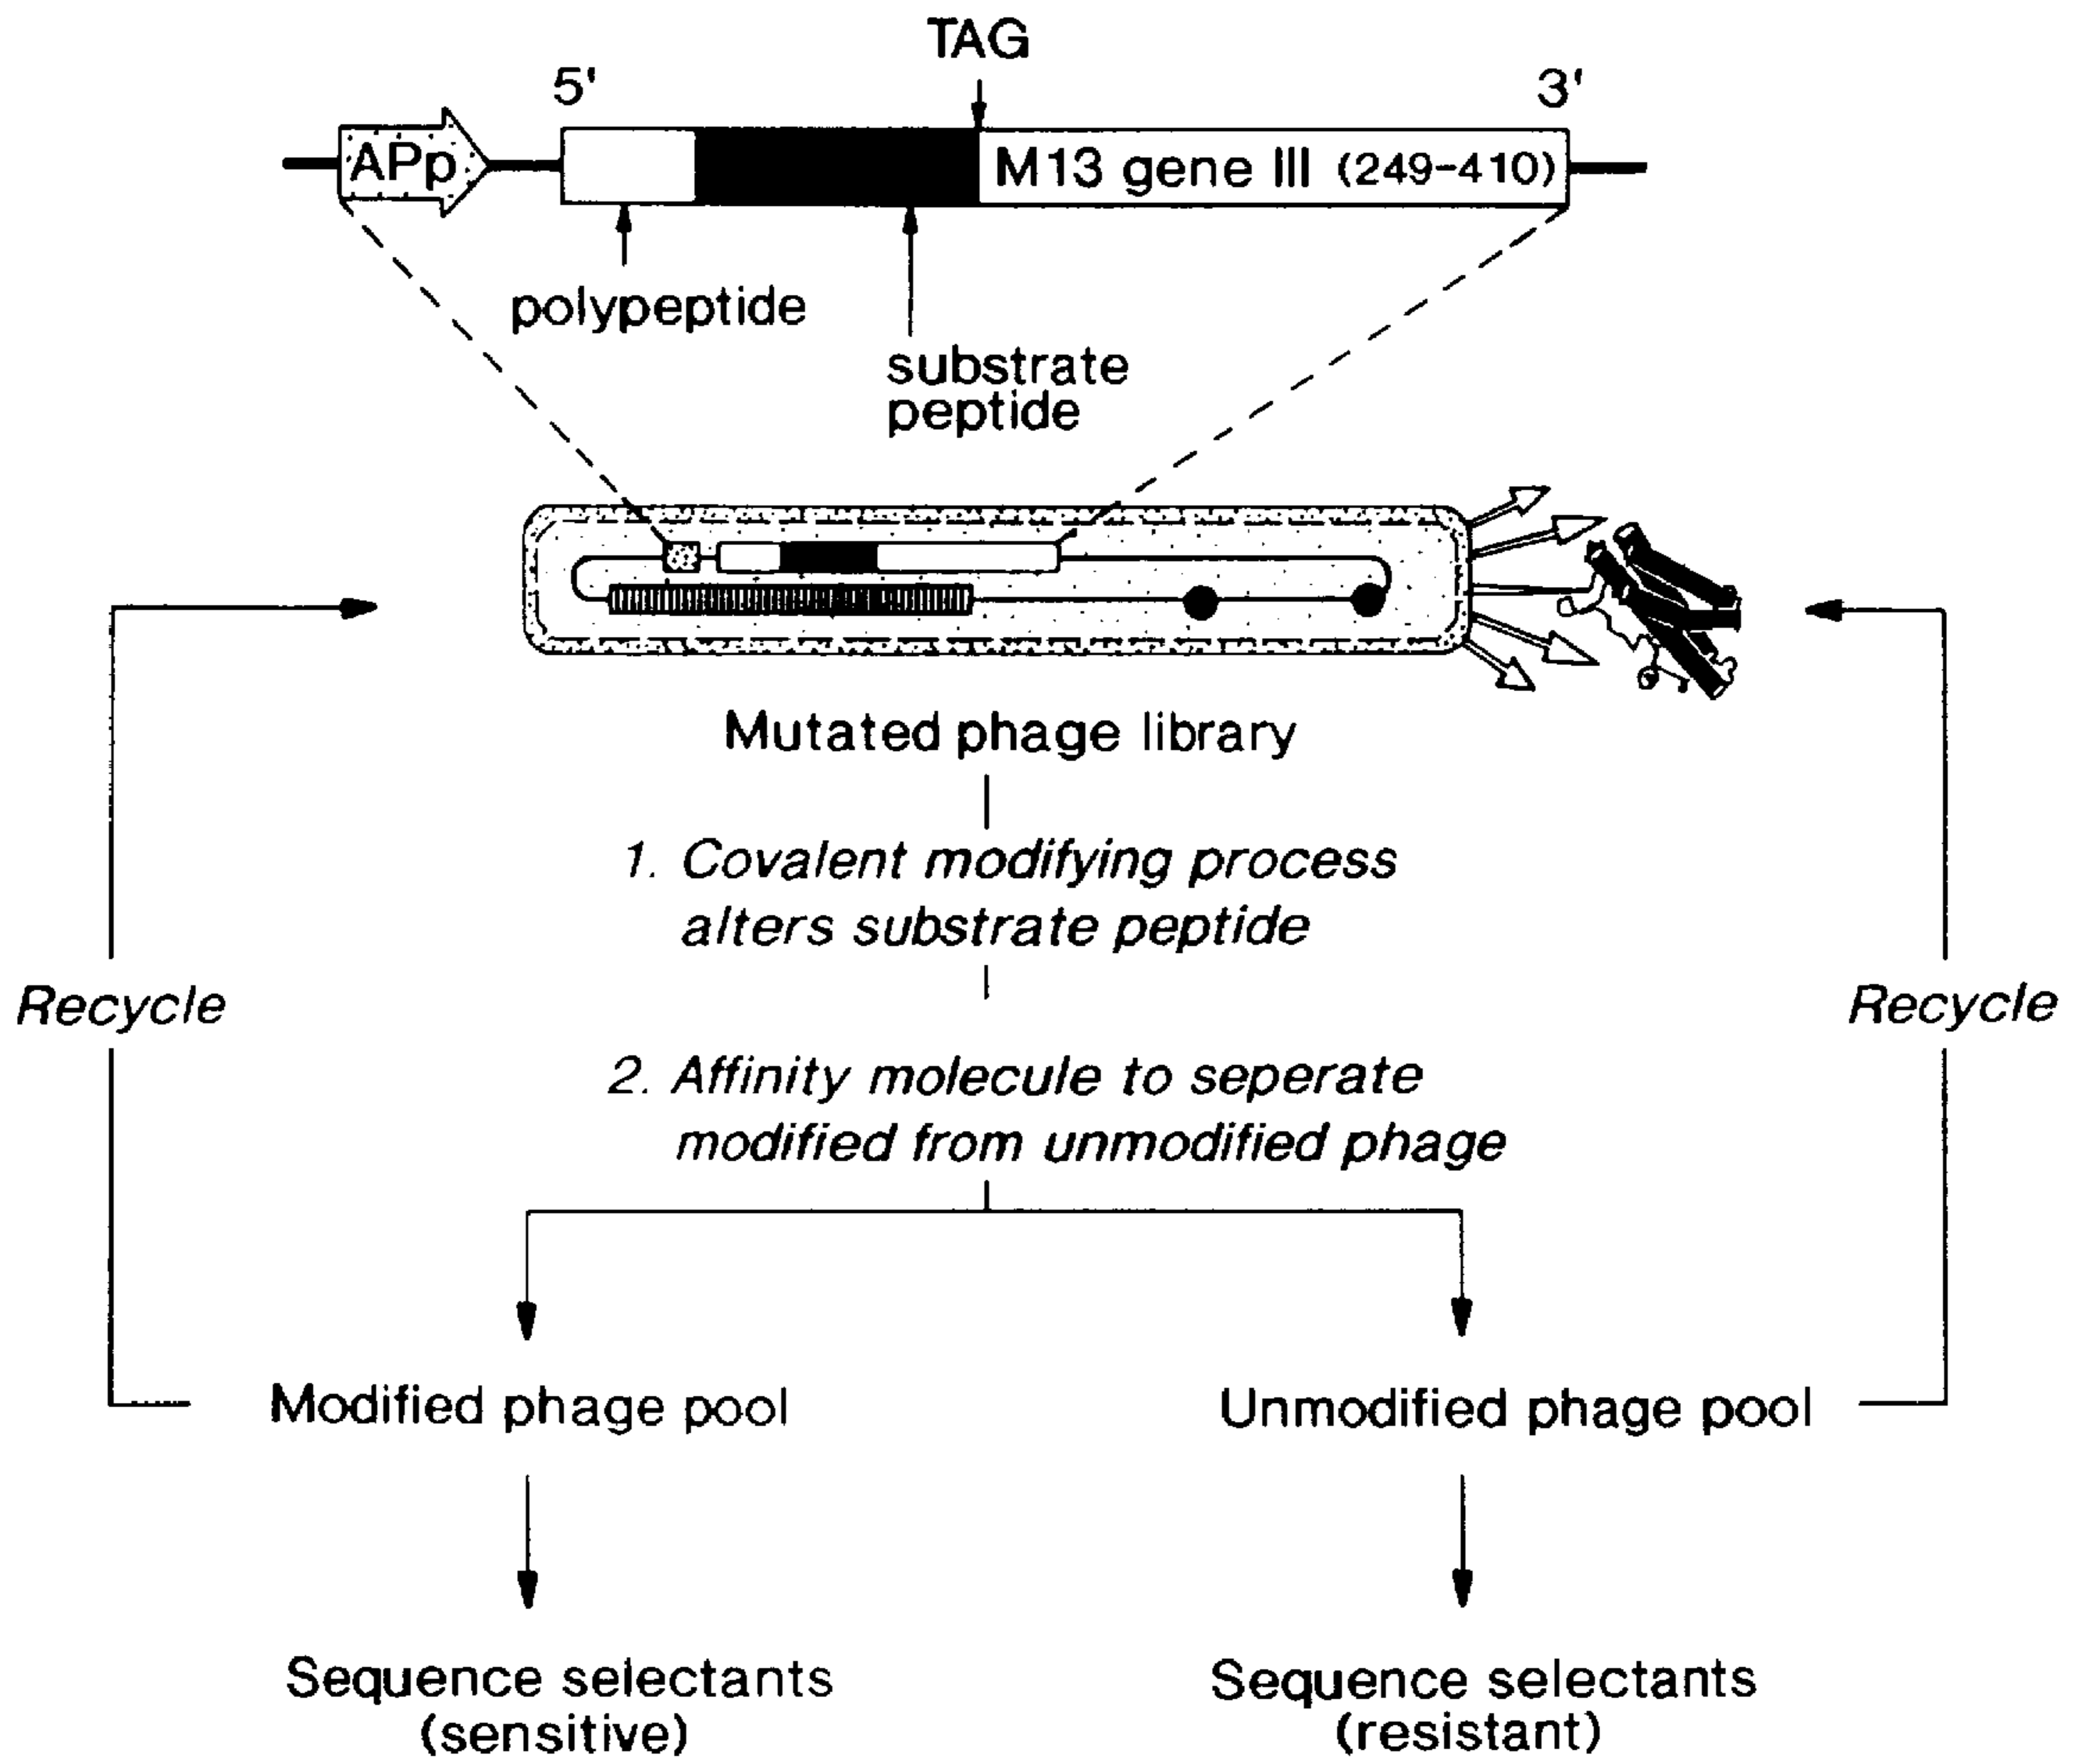 TAG
5'
3'
APp
M13 gene III (249-410)
polypeptide
substrate
peptide
Mutated phage library
1. Covalent modifying process
alters substrate peptide
Recycle
Recycle
2. Affinity molecule to seperate
modified from unmodified phage
Modified phage pool
Unmodified phage pool
Sequence selectants
(sensitive)
Sequence selectants
(resistant)